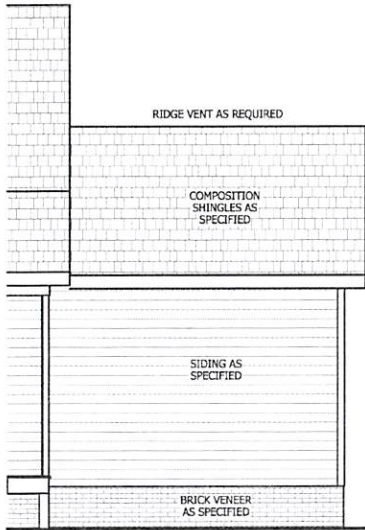 RIDGE VENT AS REQUIRED
COMPOSITION
SHINGLES AS
SPECIFIED
SIDING AS
SPECIFIED
BRICK VENEER
AS SPECIFIED